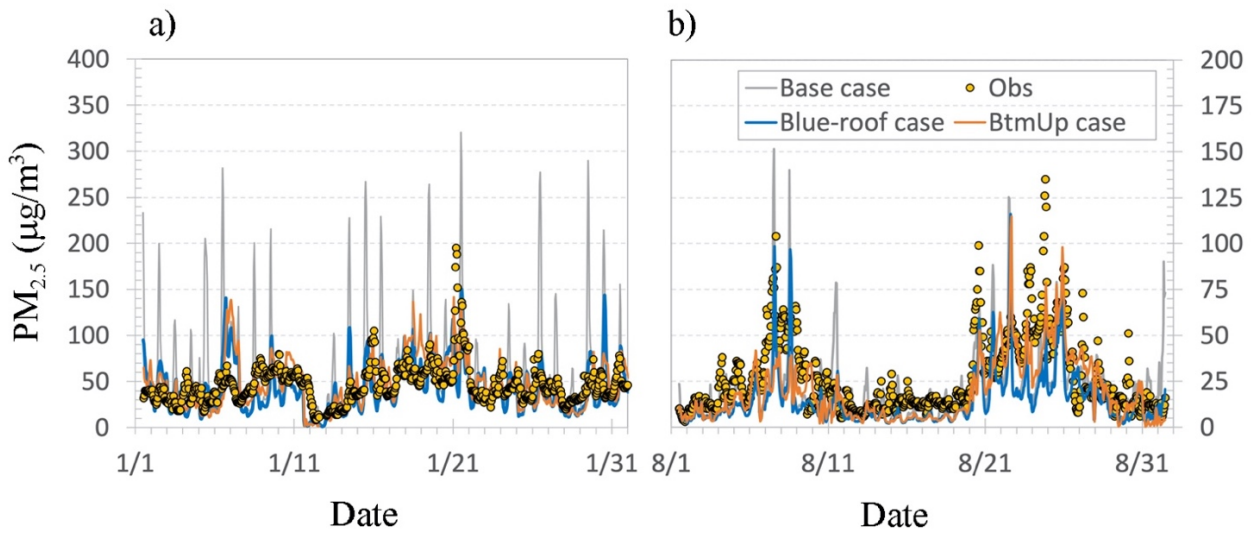 a)
b)
PM2.5 (μg/m3)
400
350
300
250
200
150
100
50
0
1/1
1/11
1/21
1/31
Date
Base case
Obs
Blue-roof case
BtmUp case
200
175
150
125
100
75
50
25
0
8/1
8/11
8/21
8/31
Date